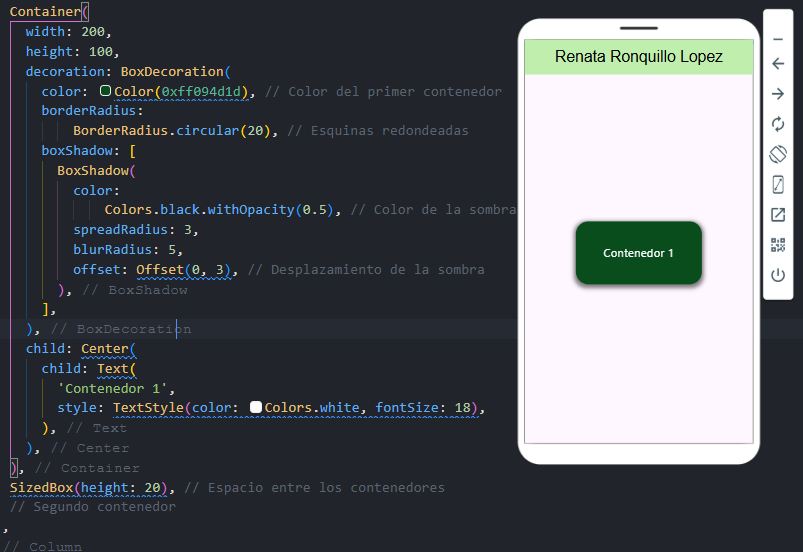 Container(
width: 200,
height: 100,
decoration: BoxDecoration(
color: Color(0xff094d1d), // Color del primer contenedor
borderRadius:
BorderRadius.circular(20), // Esquinas redondeadas
boxShadow: [
BoxShadow(
color:
Colors.black.withOpacity(0.5), // Color de la sombra
spreadRadius: 3,
blurRadius: 5,
offset: Offset(0, 3), // Desplazamiento de la sombra
), // BoxShadow
],
), // BoxDecoration
child: Center(
child: Text(
'Contenedor 1',
style: TextStyle(color: Colors.white, fontSize: 18),
), // Text
), // Center
), // Container
SizedBox(height: 20), // Espacio entre los contenedores
// Segundo contenedor
,
// Column
Renata Ronquillo Lopez
Contenedor 1